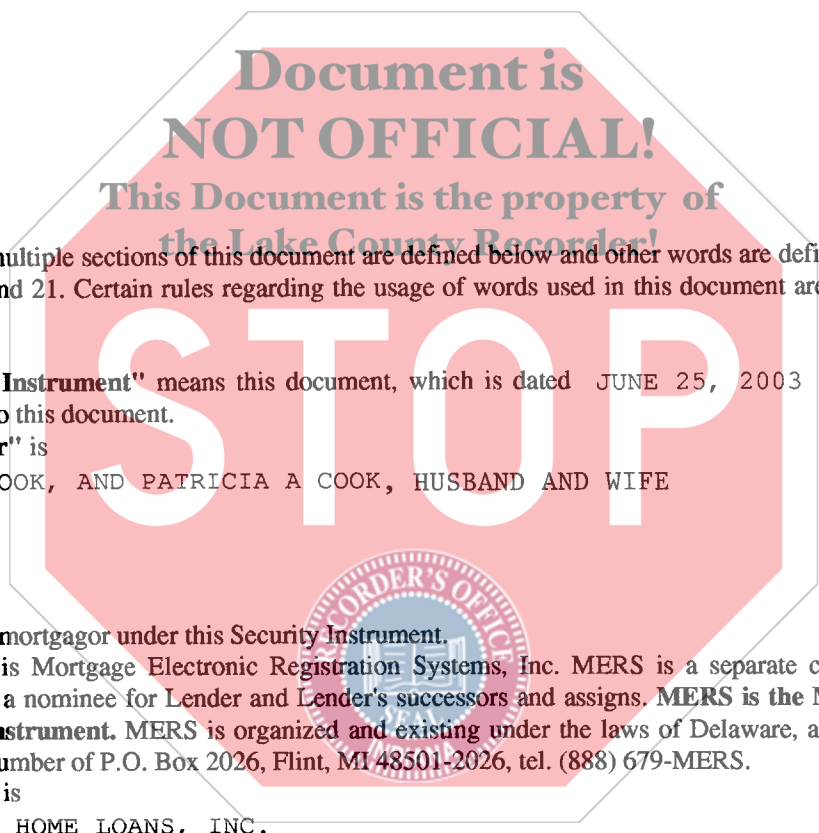 Document is
NOT OFFICIAL!
This Document is the property of
the Lake County Recorder!
ultiple sections of this document are defined below and other words are defi
nd 21. Certain rules regarding the usage of words used in this document are
STOP
Instrument" means this document, which is dated JUNE 25, 2003
o this document.
r" is
OOK, AND PATRICIA A COOK, HUSBAND AND WIFE
RECORDER'S OFFICE
mortgagor under this Security Instrument.
is Mortgage Electronic Registration Systems, Inc. MERS is a separate c
a nominee for Lender and Lender's successors and assigns. MERS is the M
SEAL
nstrument. MERS is organized and existing under the laws of Delaware, a
INDIANA
umber of P.O. Box 2026, Flint, MI 48501-2026, tel. (888) 679-MERS.
is
HOME LOANS, INC.